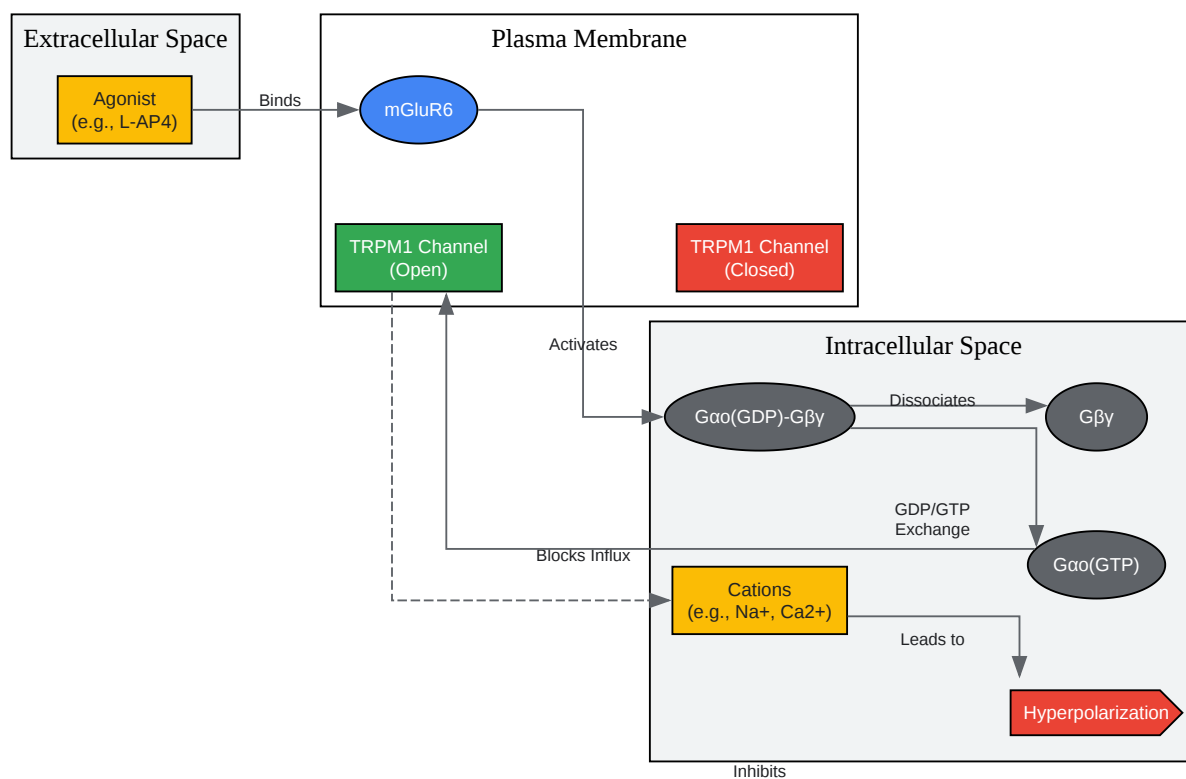 Extracellular Space
Plasma Membrane
Agonist
(e.g., L-AP4)
Binds
mGluR6
TRPM1 Channel
(Open)
TRPM1 Channel
(Closed)
Activates
Intracellular Space
Gαo(GDP)-Gβγ
Dissociates
Gβγ
GDP/GTP
Exchange
Blocks Influx
Gαo(GTP)
Cations
(e.g., Na+, Ca2+)
Leads to
Hyperpolarization
Inhibits